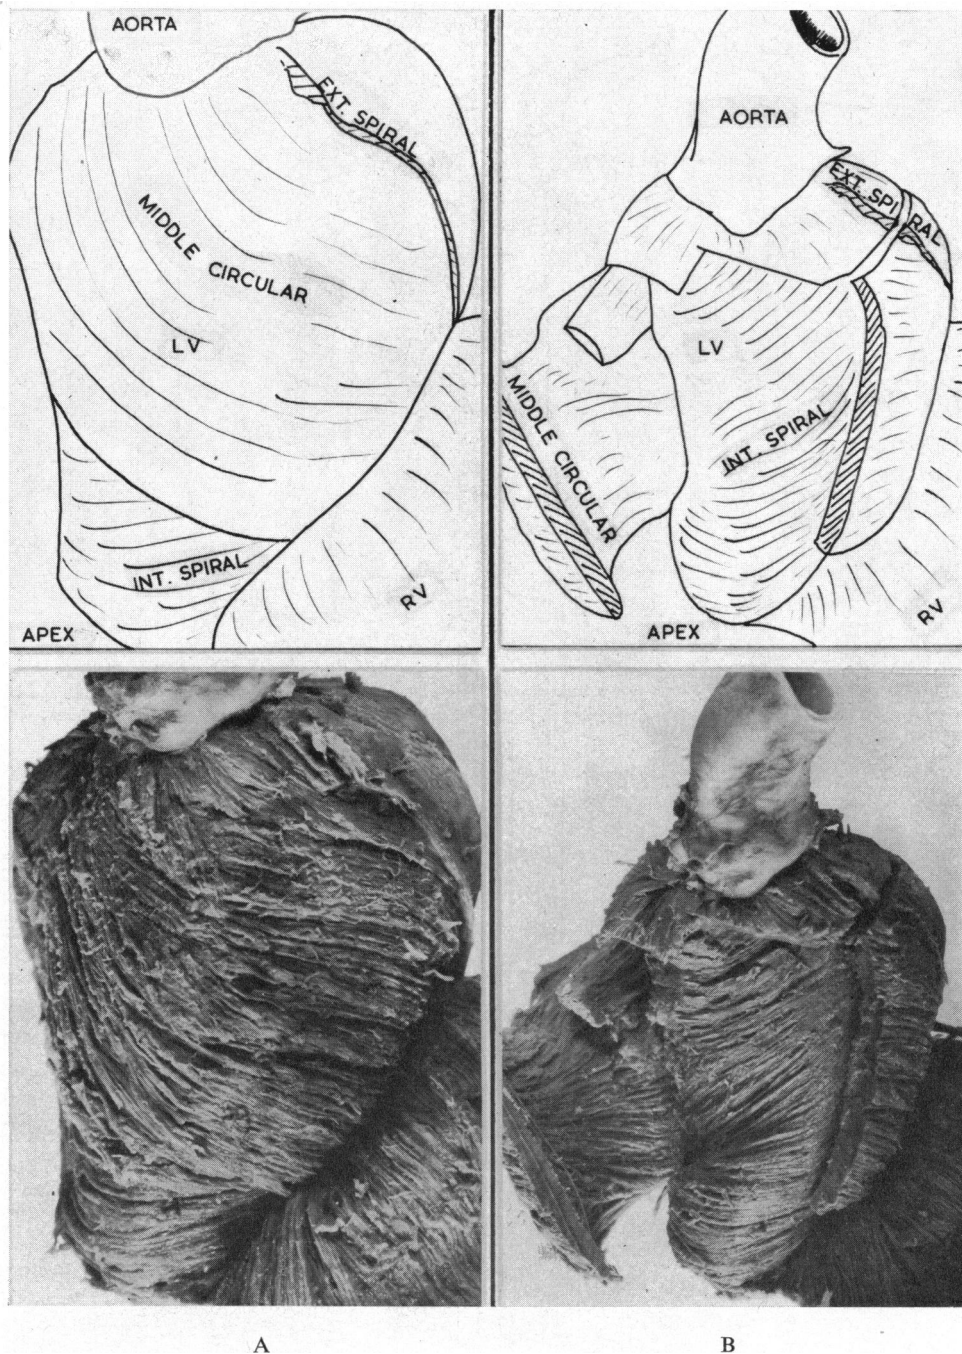 AORTA
EXT. SPIRAL
MIDDLE CIRCULAR
LV
INT. SPIRAL
RV
APEX
AORTA
EXT. SPIRAL
LV
MIDDLE CIRCULAR
INT. SPIRAL
RV
APEX
A
B